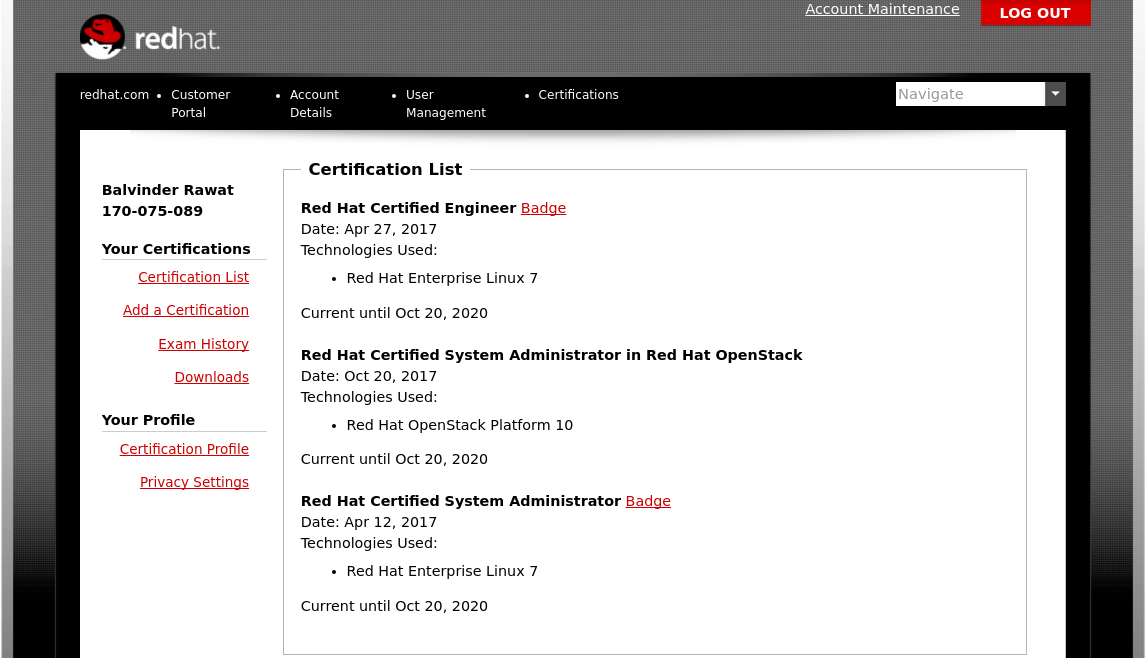 Account Maintenance
LOG OUT
redhat.
redhat.com
Customer
Portal
Account
Details
User
Management
Certifications
Navigate
Balvinder Rawat
170-075-089
Your Certifications
Certification List
Add a Certification
Exam History
Downloads
Your Profile
Certification Profile
Privacy Settings
Certification List
Red Hat Certified Engineer Badge
Date: Apr 27, 2017
Technologies Used:
• Red Hat Enterprise Linux 7
Current until Oct 20, 2020
Red Hat Certified System Administrator in Red Hat OpenStack
Date: Oct 20, 2017
Technologies Used:
• Red Hat OpenStack Platform 10
Current until Oct 20, 2020
Red Hat Certified System Administrator Badge
Date: Apr 12, 2017
Technologies Used:
• Red Hat Enterprise Linux 7
Current until Oct 20, 2020